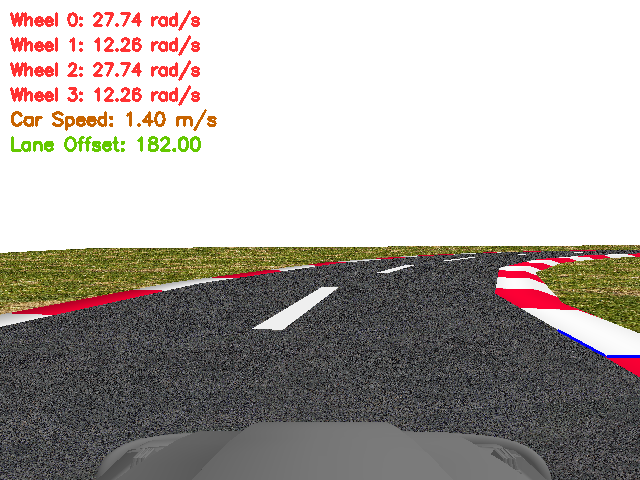 Wheel 0: 27.74 rad/s
Wheel 1: 12.26 rad/s
Wheel 2: 27.74 rad/s
Wheel 3: 12.26 rad/s
Car Speed: 1.40 m/s
Lane Offset: 182.00